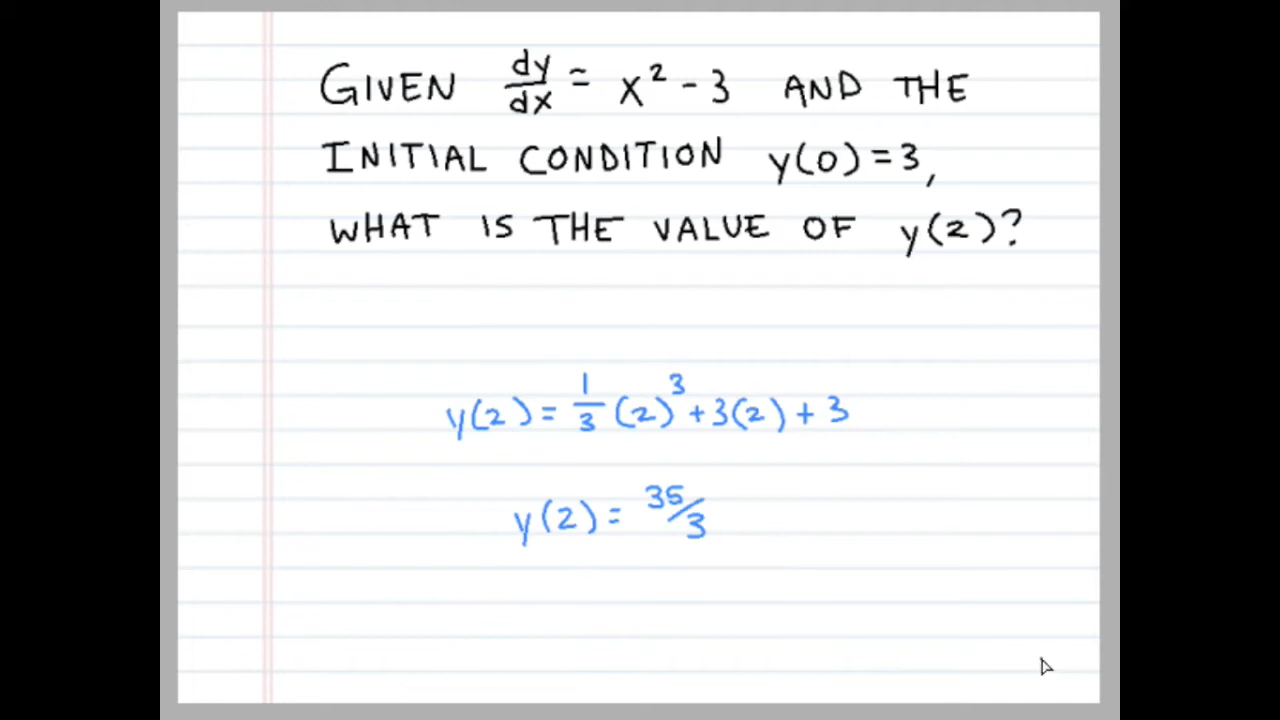 GIVEN dy/dx = x² - 3 AND THE
INITIAL CONDITION y(0) = 3,
WHAT IS THE VALUE OF y(2)?
y(2) = 1/3 (2)³ + 3(2) + 3
y(2) = 35/3